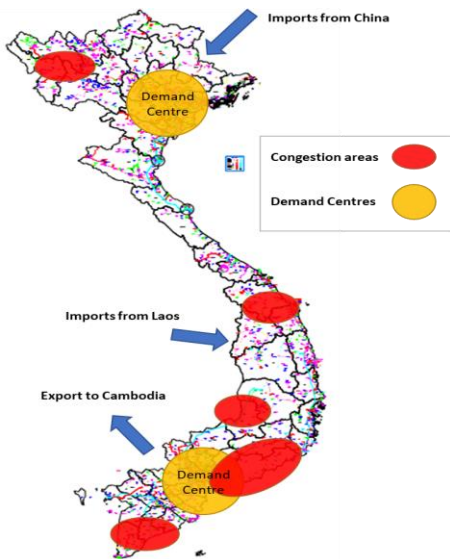 Imports from China
Demand
Centre
Congestion areas
Demand Centres
Imports from Laos
Export to Cambodia
Demand
Centre